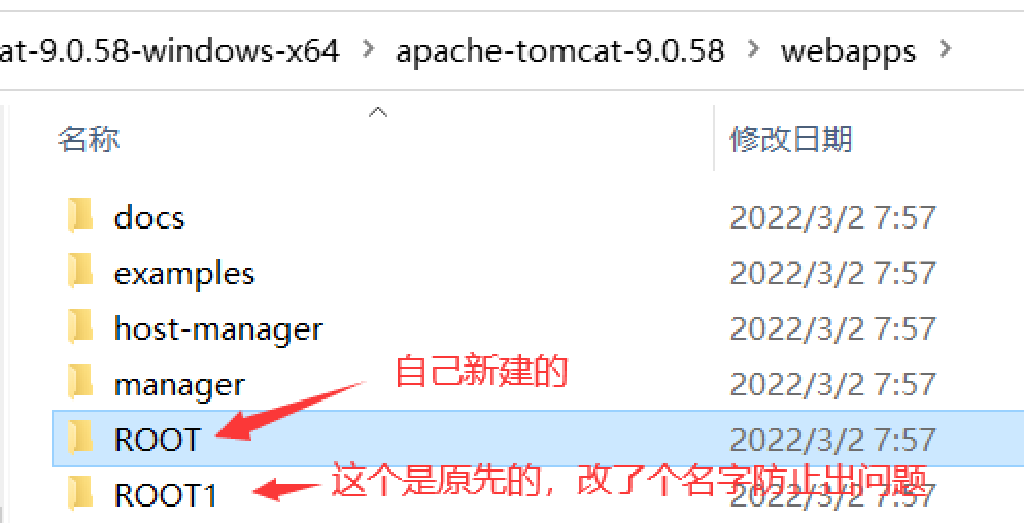 at-9.0.58-windows-x64 > apache-tomcat-9.0.58 > webapps >
名称 修改日期
docs 2022/3/2 7:57
examples 2022/3/2 7:57
host-manager 2022/3/2 7:57
自己新建的
manager 2022/3/2 7:57
ROOT 2022/3/2 7:57
这个是原先的，改了个名字防止出问题
ROOT1 2022/3/2 7:57